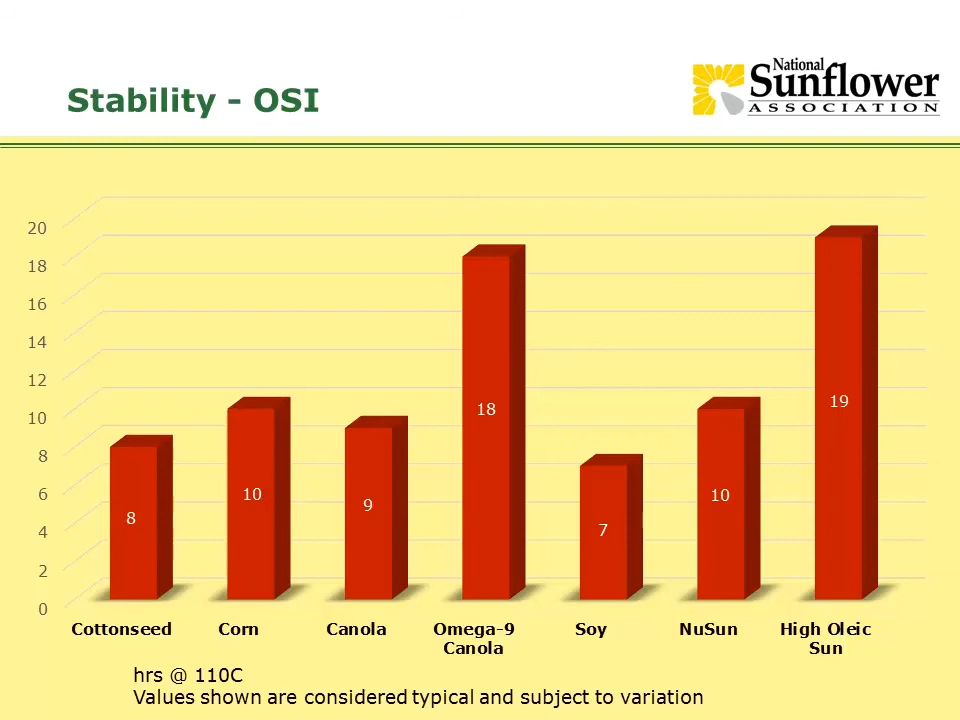 Stability - OSI
National
Sunflower
ASSOCIATION
20
18
16
14
12
10
8
6
4
2
0
8
10
9
18
7
10
19
Cottonseed
Corn
Canola
Omega-9
Canola
Soy
NuSun
High Oleic
Sun
hrs @ 110C
Values shown are considered typical and subject to variation